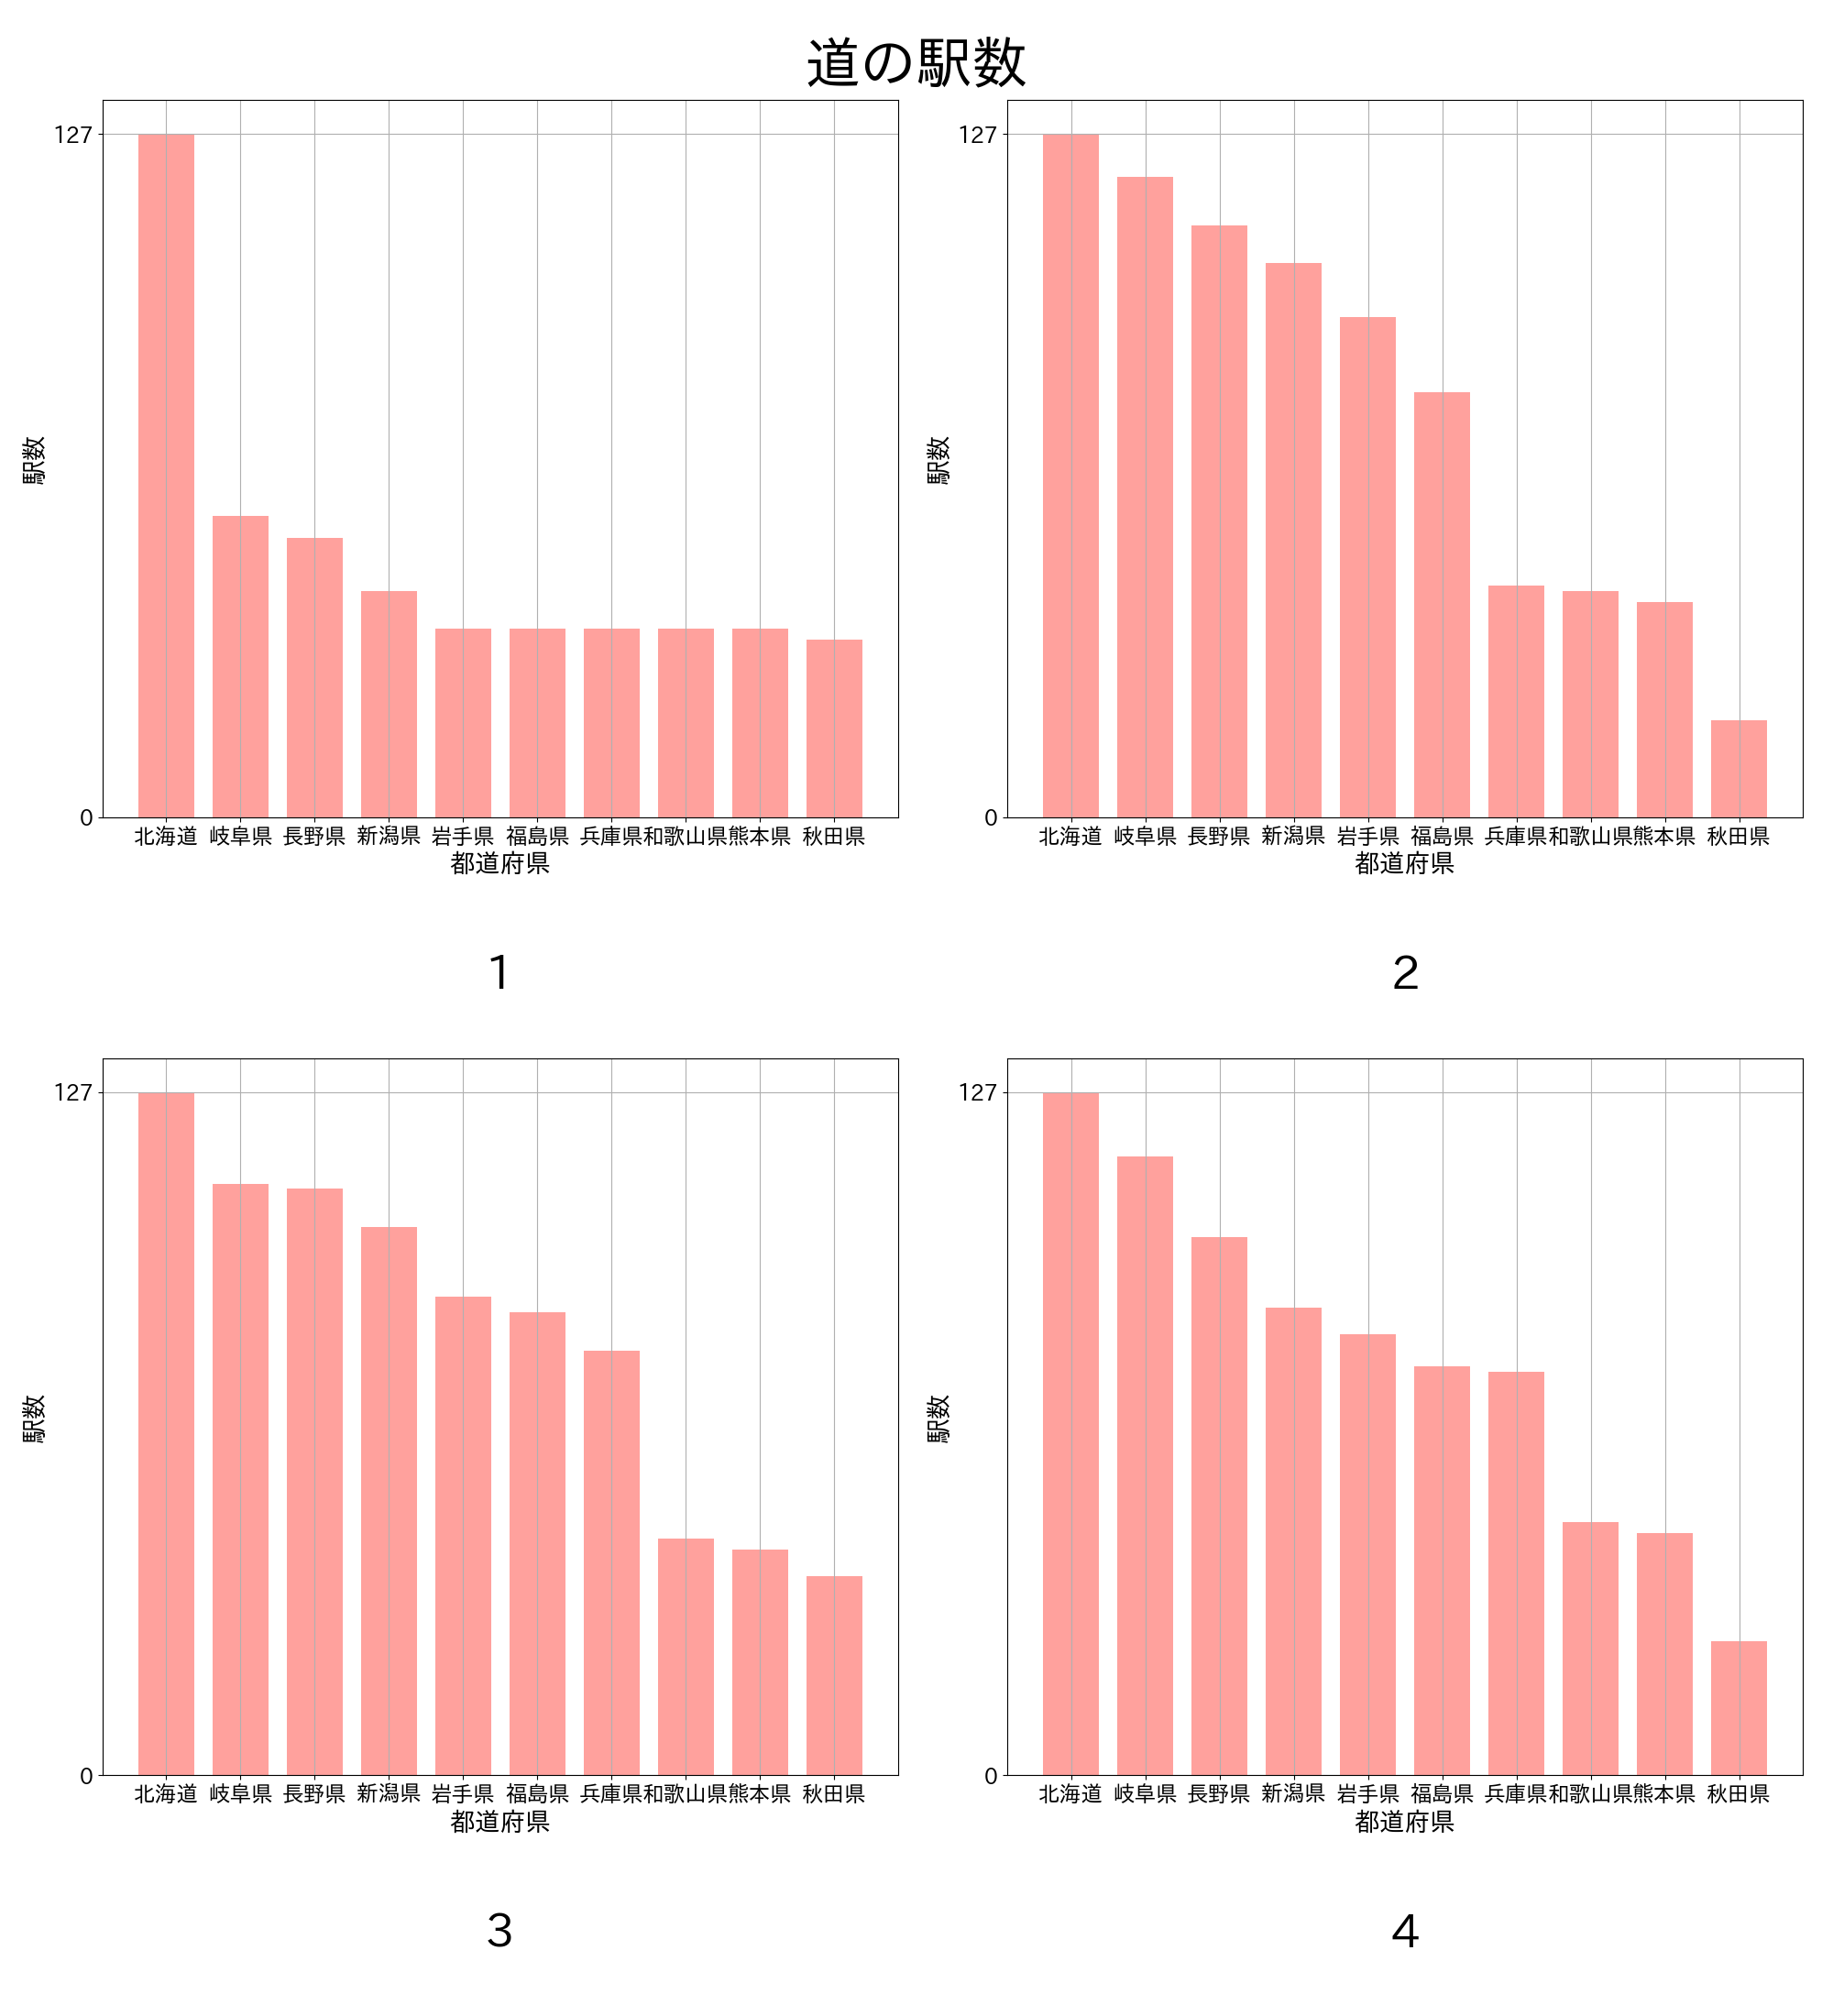 道の駅数
127
0
駅数
北海道 岐阜県 長野県 新潟県 岩手県 福島県 兵庫県 和歌山県 熊本県 秋田県
都道府県
1
127
0
駅数
北海道 岐阜県 長野県 新潟県 岩手県 福島県 兵庫県 和歌山県 熊本県 秋田県
都道府県
2
127
0
駅数
北海道 岐阜県 長野県 新潟県 岩手県 福島県 兵庫県 和歌山県 熊本県 秋田県
都道府県
3
127
0
駅数
北海道 岐阜県 長野県 新潟県 岩手県 福島県 兵庫県 和歌山県 熊本県 秋田県
都道府県
4